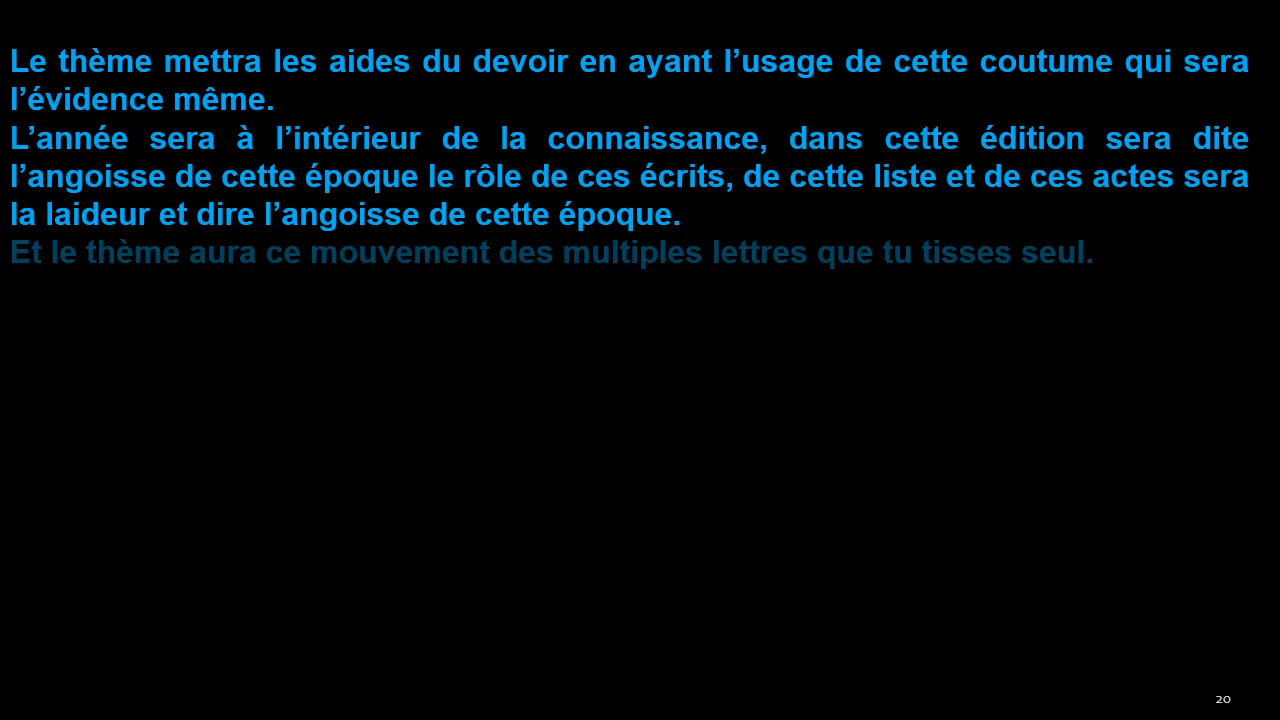 Le thème mettra les aides du devoir en ayant l’usage de cette coutume qui sera
l’évidence même.
L’année sera à l’intérieur de la connaissance, dans cette édition sera dite
l’angoisse de cette époque le rôle de ces écrits, de cette liste et de ces actes sera
la laideur et dire l’angoisse de cette époque.
Et le thème aura ce mouvement des multiples lettres que tu tisses seul.
20